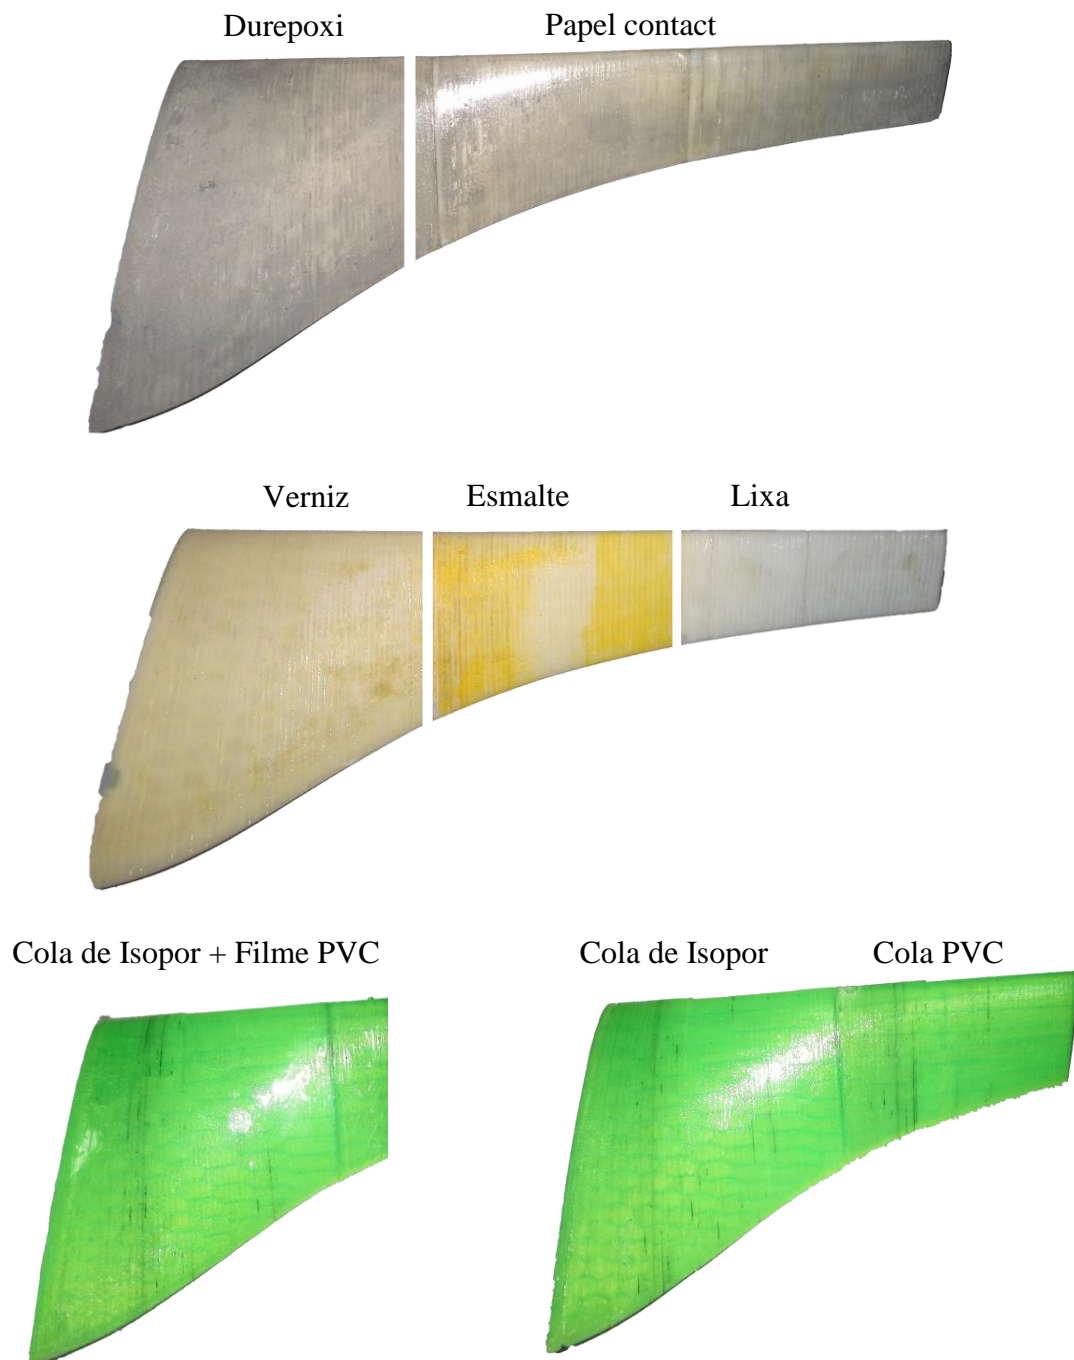 Durepoxi Papel contact
Verniz Esmalte Lixa
Cola de Isopor + Filme PVC Cola de Isopor Cola PVC